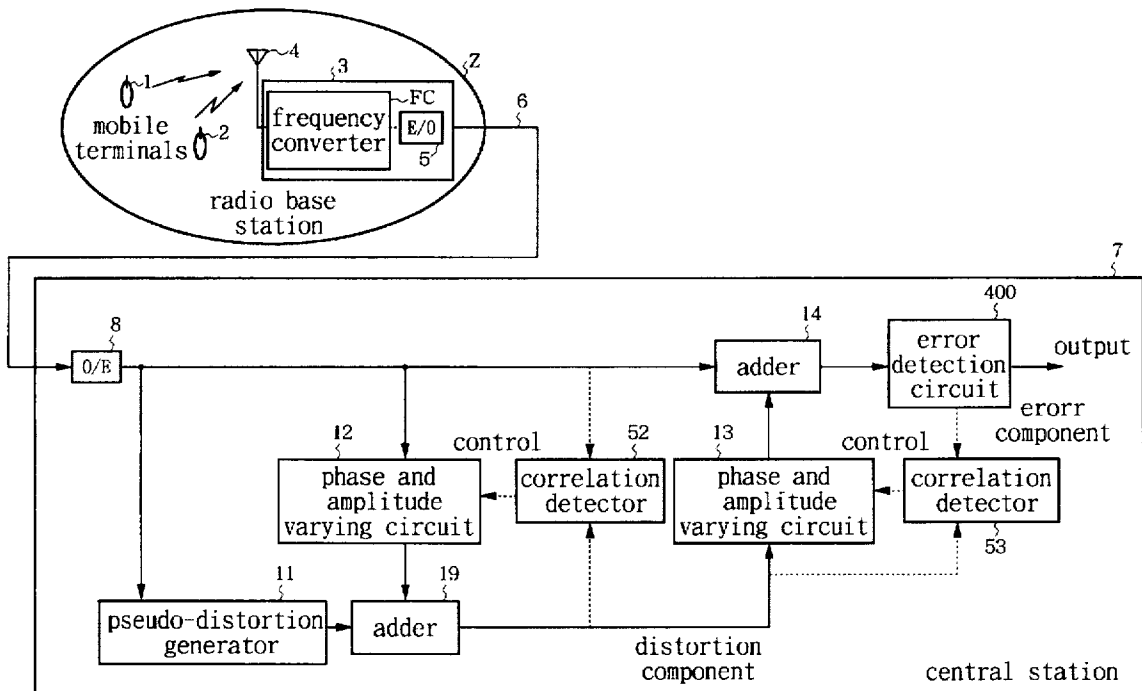 4
3
Z
1
FC
6
frequency
converter
E/O
mobile
terminals
2
5
radio base
station
7
400
8
14
O/E
adder
error
detection
circuit
output
erorr
component
12
control
52
13
control
phase and
amplitude
varying circuit
correlation
detector
phase and
amplitude
varying circuit
correlation
detector
53
11
19
pseudo-distortion
generator
adder
distortion
component
central station